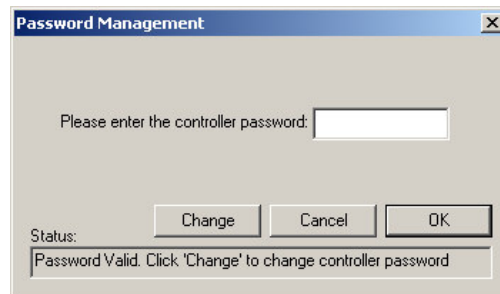 Password Management
Please enter the controller password:
Change Cancel OK
Status:
Password Valid. Click 'Change' to change controller password